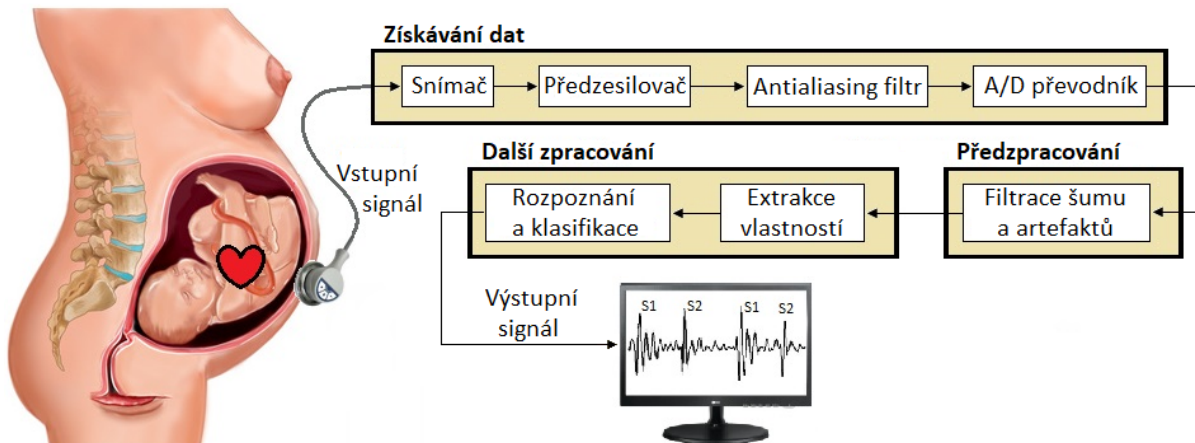 Získávání dat
Snímač
Předzesilovač
Antialiasing filtr
A/D převodník
Vstupní
signál
Další zpracování
Předzpracování
Rozpoznání
a klasifikace
Extrakce
vlastností
Filtrace šumu
a artefaktů
Výstupní
signál
S1 S2 S1 S2